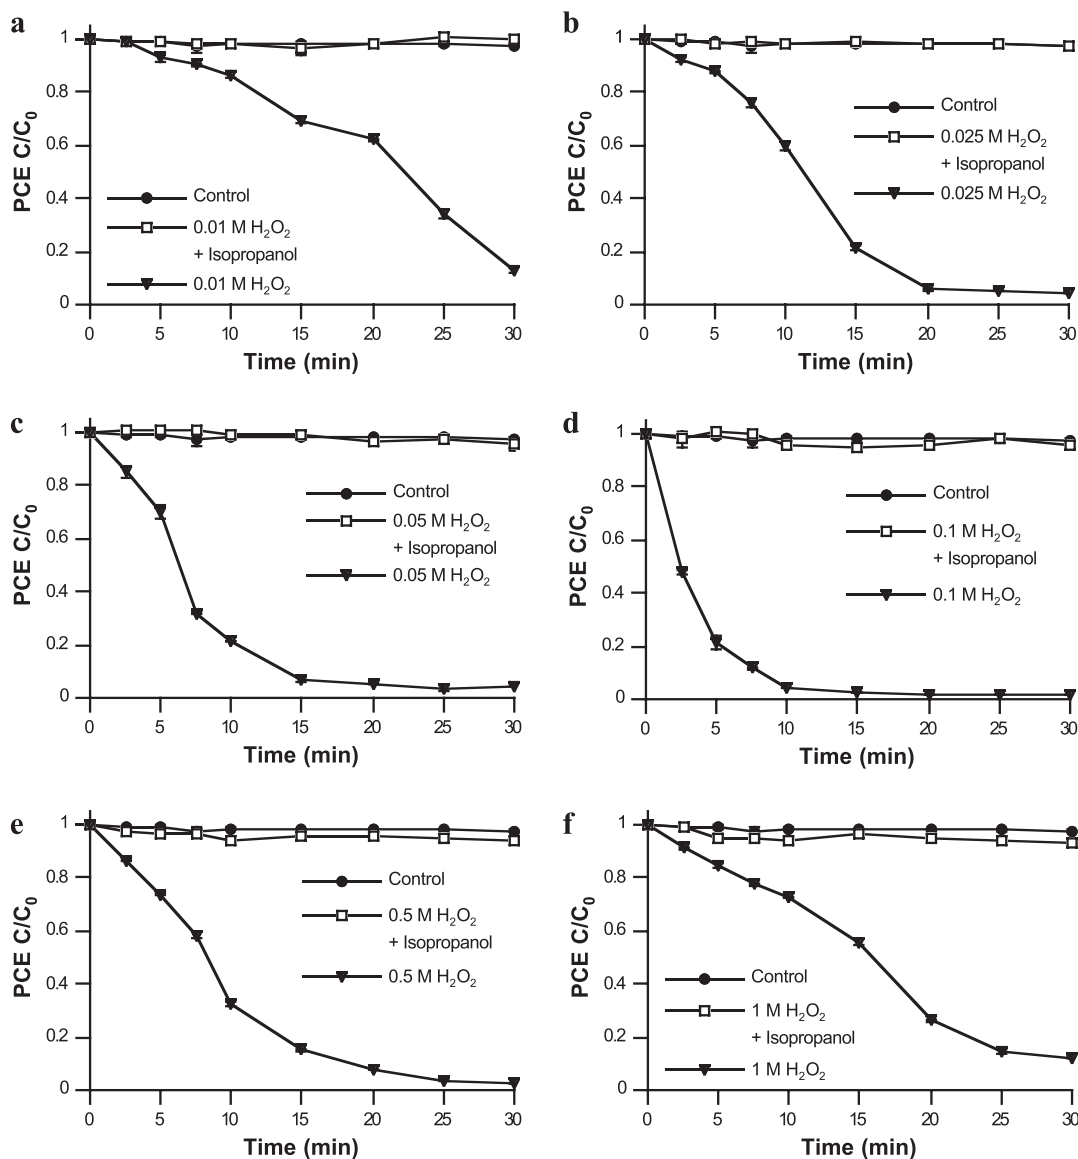 a
PCE C/C₀
1
0.8
0.6
0.4
0.2
0
Control
0.01 M H₂O₂
+ Isopropanol
0.01 M H₂O₂
0 5 10 15 20 25 30
Time (min)
b
PCE C/C₀
1
0.8
0.6
0.4
0.2
0
Control
0.025 M H₂O₂
+ Isopropanol
0.025 M H₂O₂
0 5 10 15 20 25 30
Time (min)
c
PCE C/C₀
1
0.8
0.6
0.4
0.2
0
Control
0.05 M H₂O₂
+ Isopropanol
0.05 M H₂O₂
0 5 10 15 20 25 30
Time (min)
d
PCE C/C₀
1
0.8
0.6
0.4
0.2
0
Control
0.1 M H₂O₂
+ Isopropanol
0.1 M H₂O₂
0 5 10 15 20 25 30
Time (min)
e
PCE C/C₀
1
0.8
0.6
0.4
0.2
0
Control
0.5 M H₂O₂
+ Isopropanol
0.5 M H₂O₂
0 5 10 15 20 25 30
Time (min)
f
PCE C/C₀
1
0.8
0.6
0.4
0.2
0
Control
1 M H₂O₂
+ Isopropanol
1 M H₂O₂
0 5 10 15 20 25 30
Time (min)